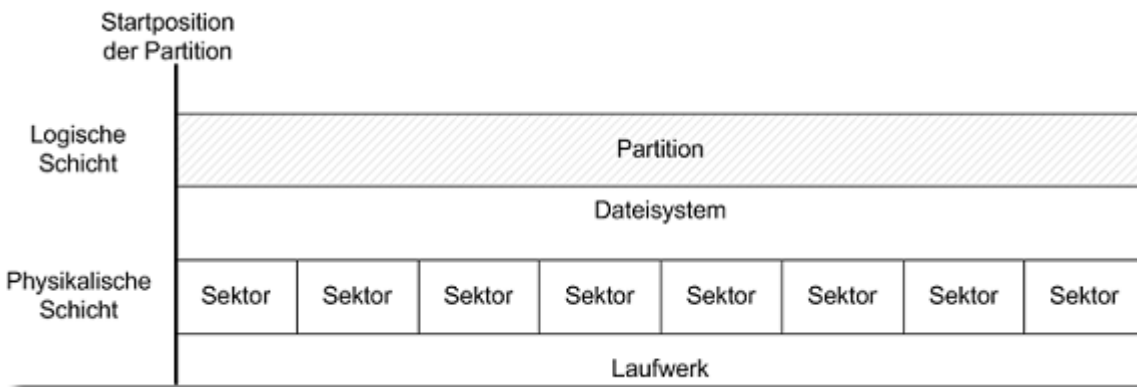 Startposition
der Partition
Logische
Schicht
Partition
Dateisystem
Physikalische
Schicht
Sektor Sektor Sektor Sektor Sektor Sektor Sektor Sektor
Laufwerk